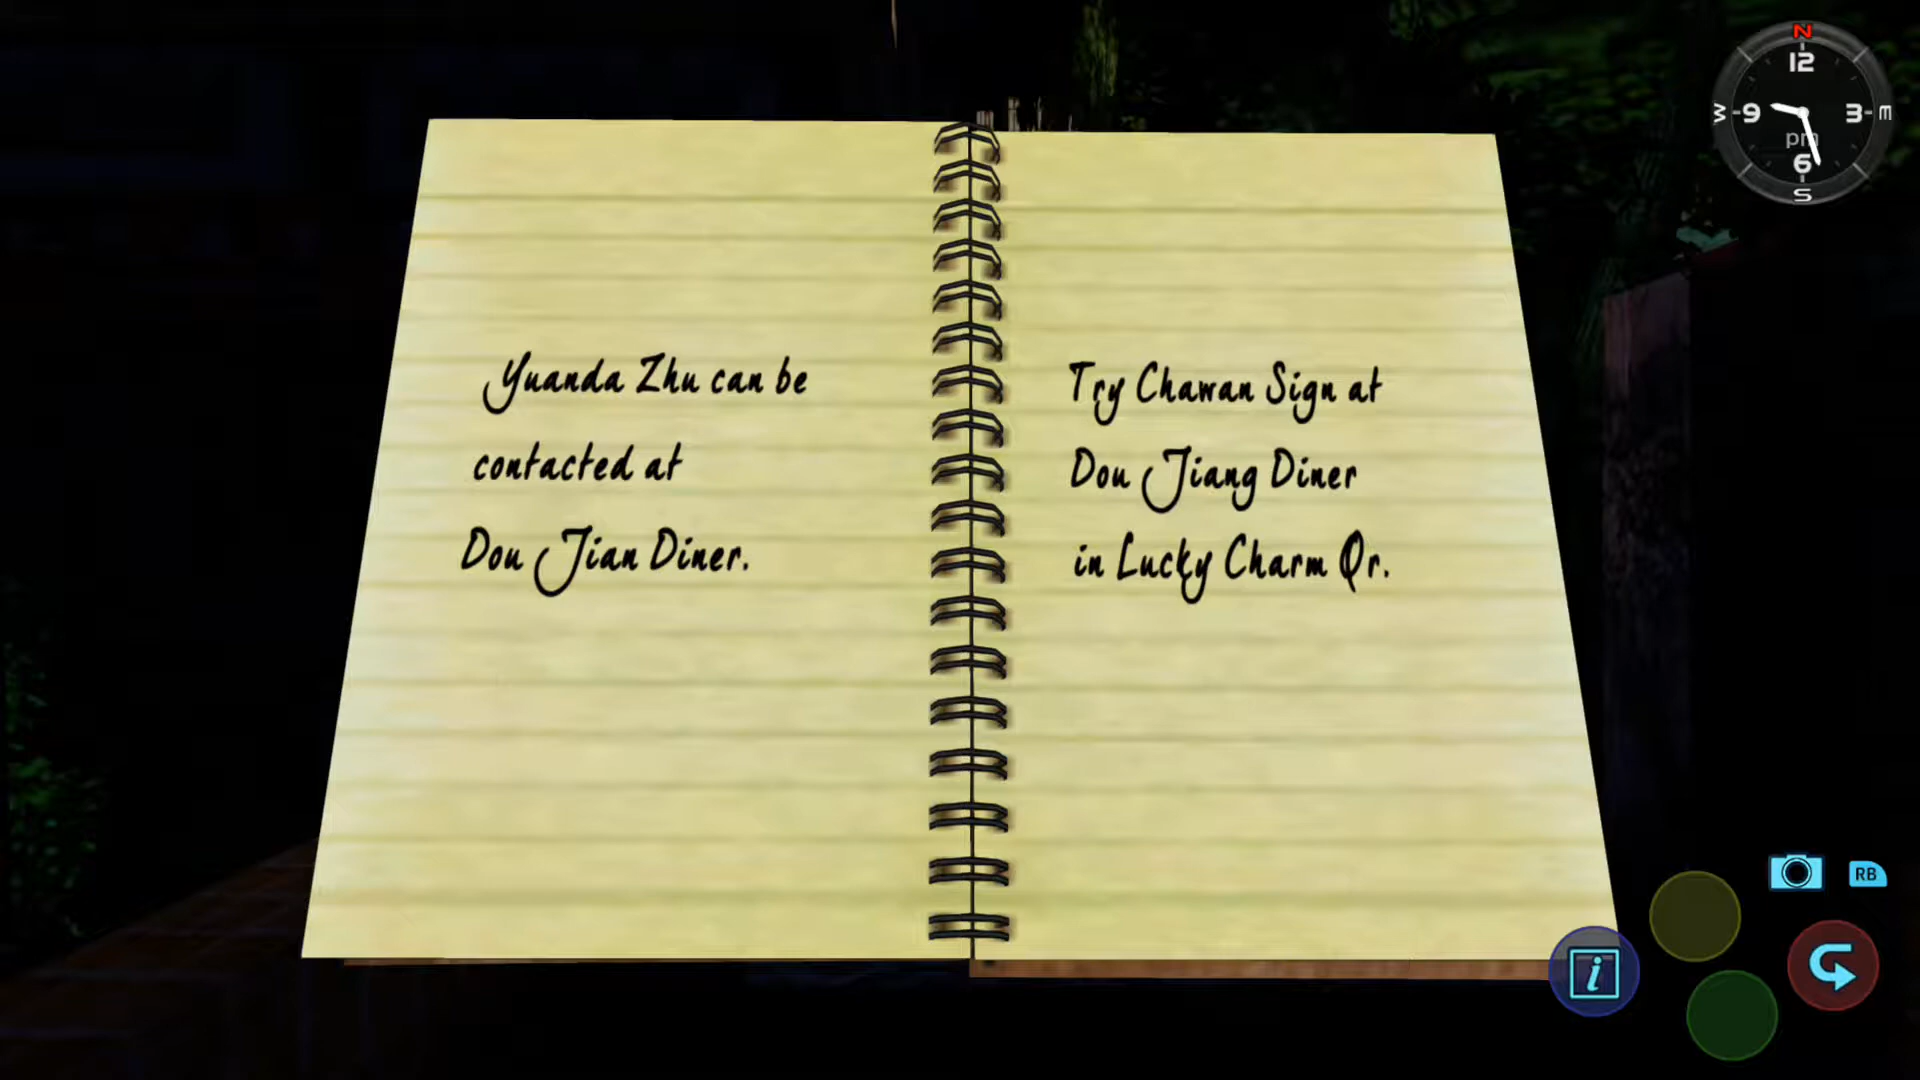 Yuanda Zhu can be
contacted at
Dou Jian Diner.
Try Chawan Sign at
Dou Jiang Diner
in Lucky Charm Qr.
N
12
W 9 3 E
pm
6
S
RB
i